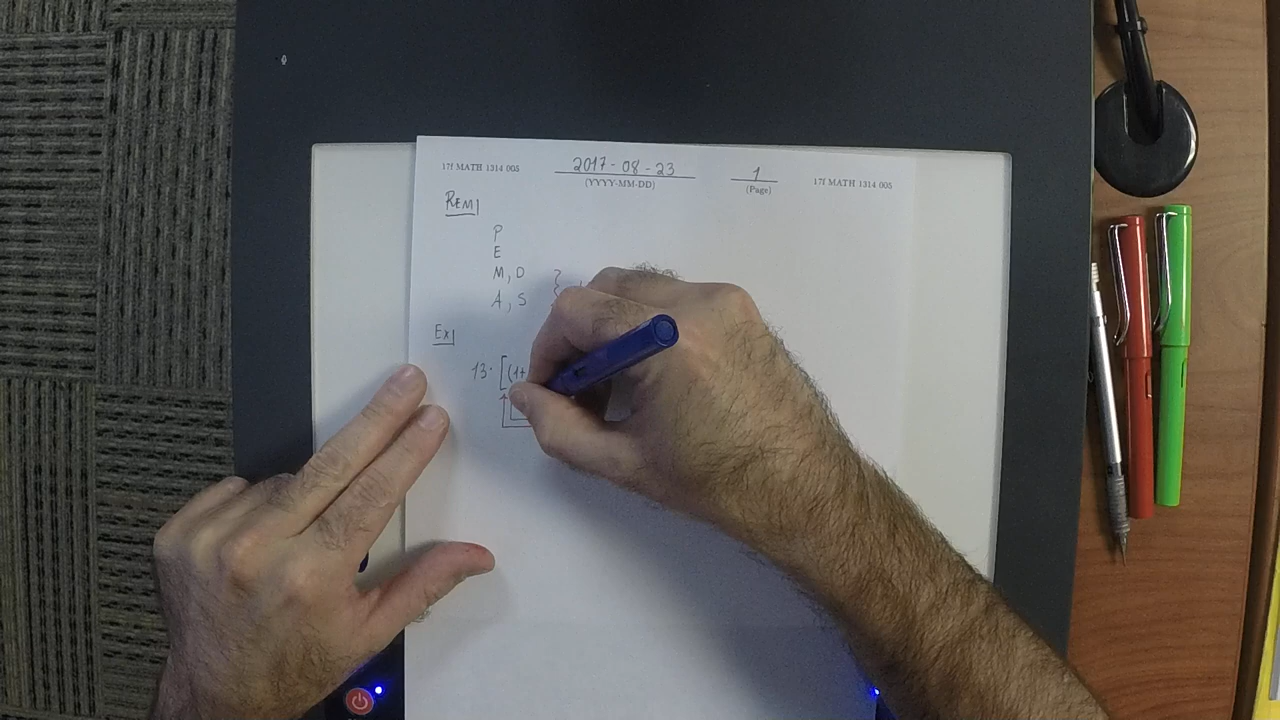 17f MATH 1314 005 2017-08-23 1 17f MATH 1314 005
(YYYY-MM-DD) (Page)
REM
P
E
M, D }
A, S
Ex
13· [(1+